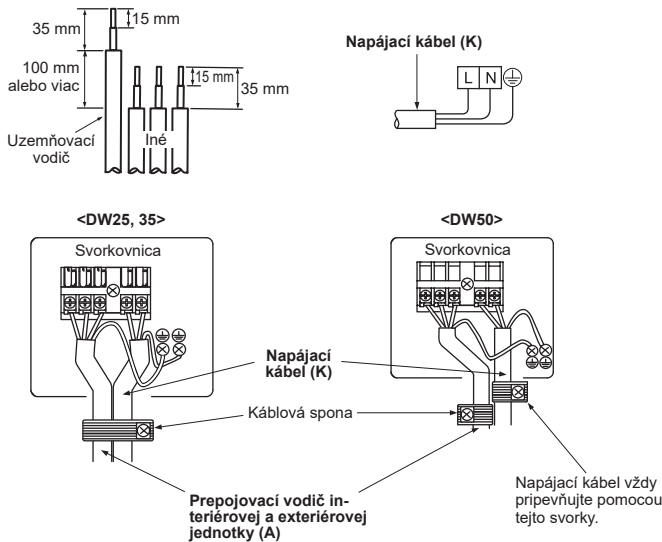 35 mm
15 mm
100 mm
alebo viac
15 mm
35 mm
Uzemňovací
vodič
Iné
Napájací kábel (K)
L N
<DW25, 35>
Svorkovnica
<DW50>
Svorkovnica
Napájací
kábel (K)
Káblová spona
Prepojovací vodič in-
teriérovej a exteriérovej
jednotky (A)
Napájací kábel vždy
pripevňujte pomocou
tejto svorky.